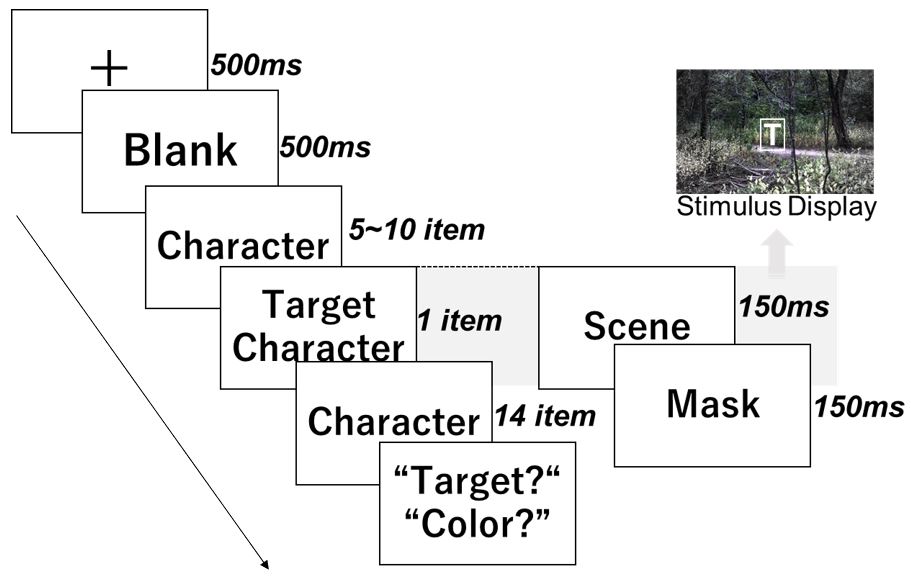 500ms
Blank
500ms
Character
5~10 item
Target
Character
1 item
Character
14 item
“Target?“
“Color?”
Scene
150ms
Mask
150ms
T
Stimulus Display